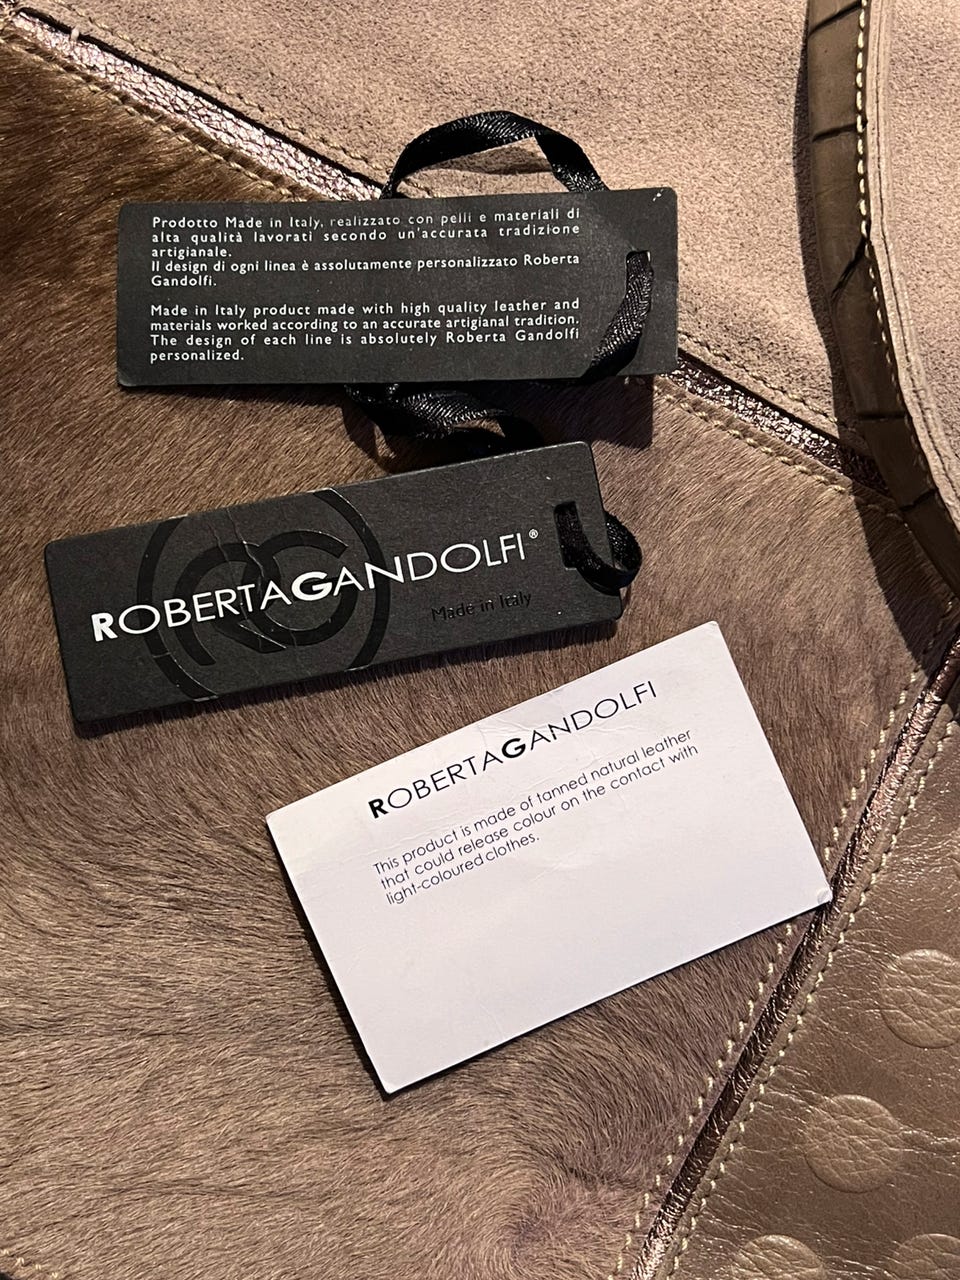 Prodotto Made in Italy, realizzato con pelli e materiali di
alta qualità lavorati secondo un'accurata tradizione
artigianale.
Il design di ogni linea è assolutamente personalizzato Roberta
Gandolfi.
Made in Italy product made with high quality leather and
materials worked according to an accurate artigianal tradition.
The design of each line is absolutely Roberta Gandolfi
personalized.
ROBERTAGANDOLFI®
Made in Italy
RG
ROBERTAGANDOLFI
This product is made of tanned natural leather
that could release colour on the contact with
light-coloured clothes.